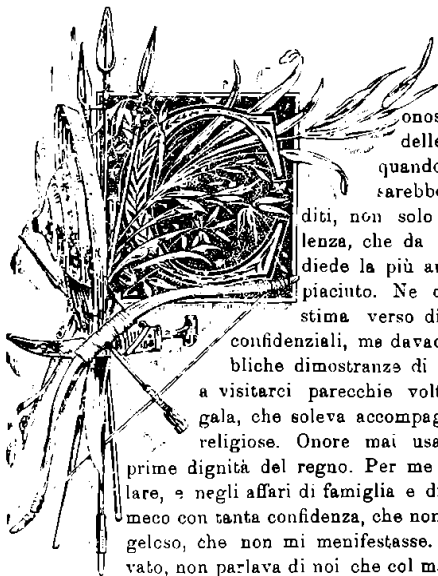 Conos
delle
quando
sarebbe
diti, non solo
lenza, che da
diede la più au
piaciuto. Ne
stima verso di
confidenziali, me davac
bliche dimostranze di
a visitarci parecchie volt
gala, che soleva accompag
religiose. Onore mai usa
prime dignità del regno. Per me
lare, e negli affari di famiglia e di
meco con tanta confidenza, che non
geloso, che non mi menifestasse.
vato, non parlava di noi che col m